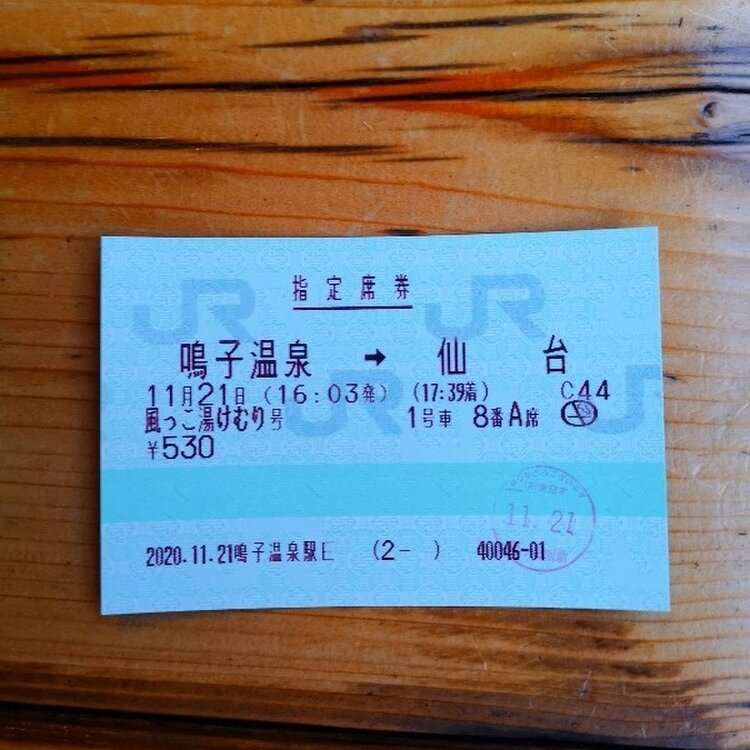 指定席券
鳴子温泉 → 仙台
11月21日 (16:03発) (17:39着) C44
風っこ湯けむり号 1号車 8番A席
¥530
11.21
2020.11.21鳴子温泉駅E (2- ) 40046-01